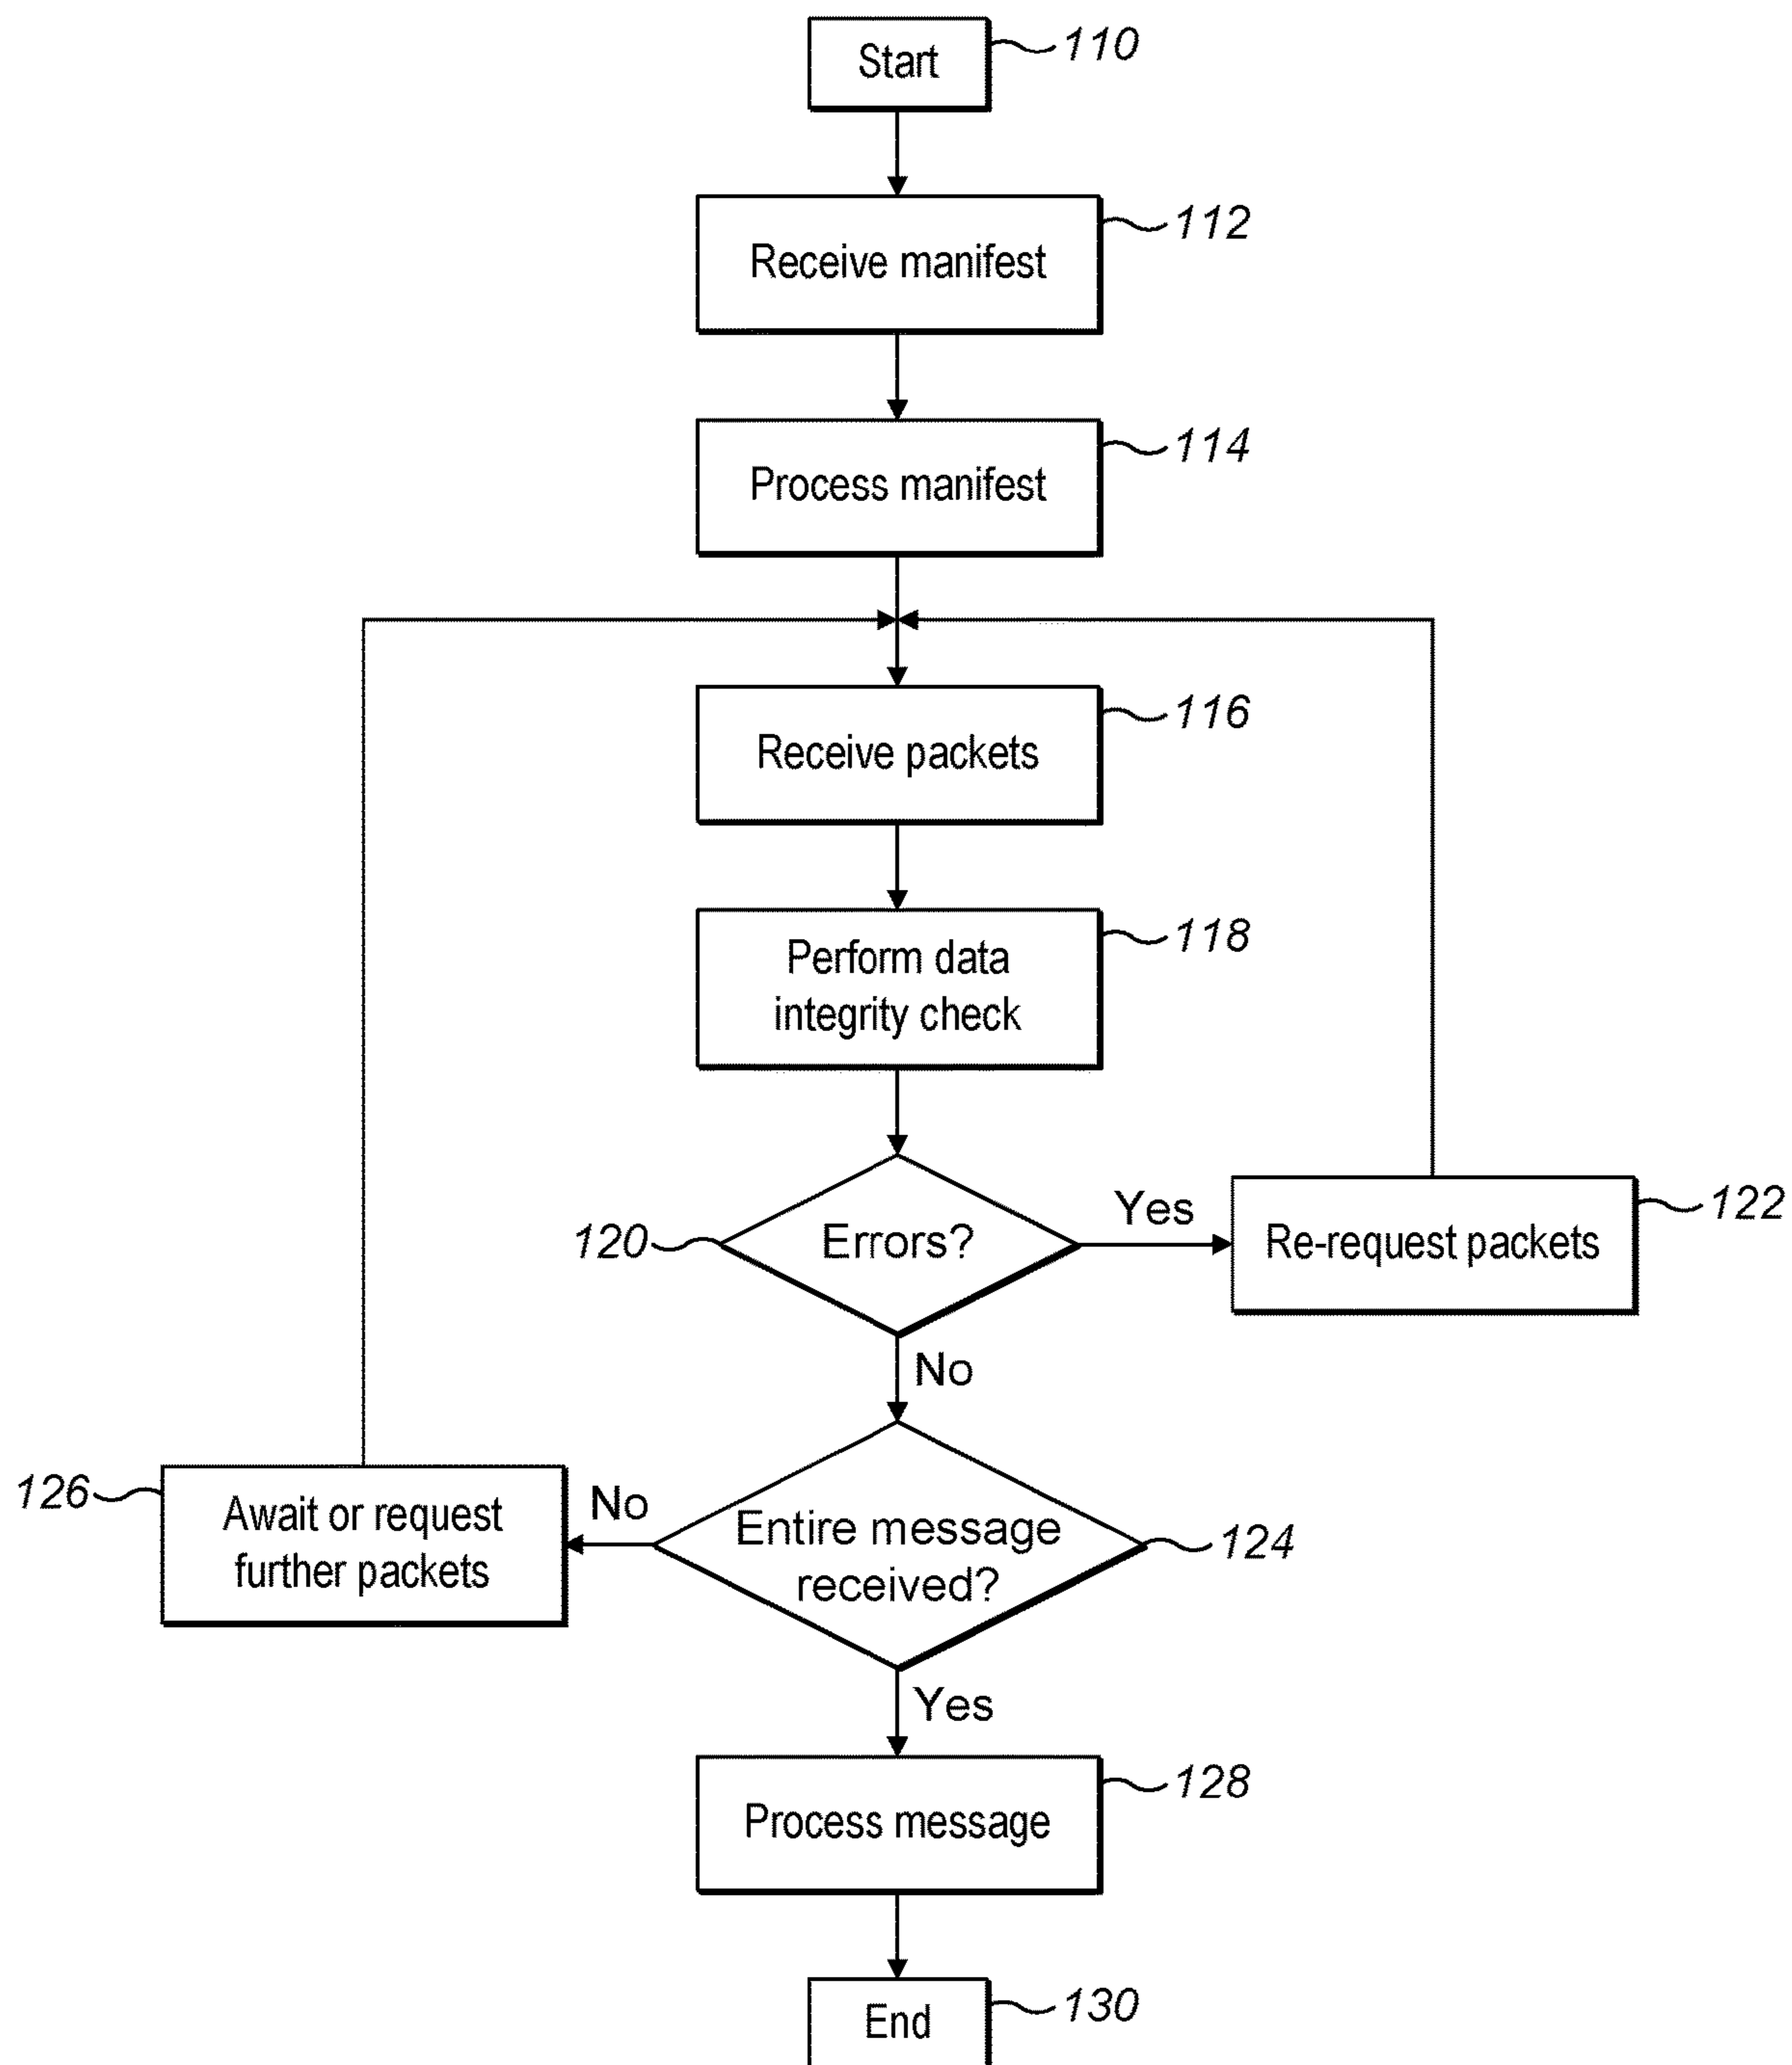 Start
110
Receive manifest
112
Process manifest
114
Receive packets
116
Perform data
integrity check
118
120
Errors?
Yes
Re-request packets
122
No
126
Await or request
further packets
No
Entire message
received?
124
Yes
Process message
128
End
130